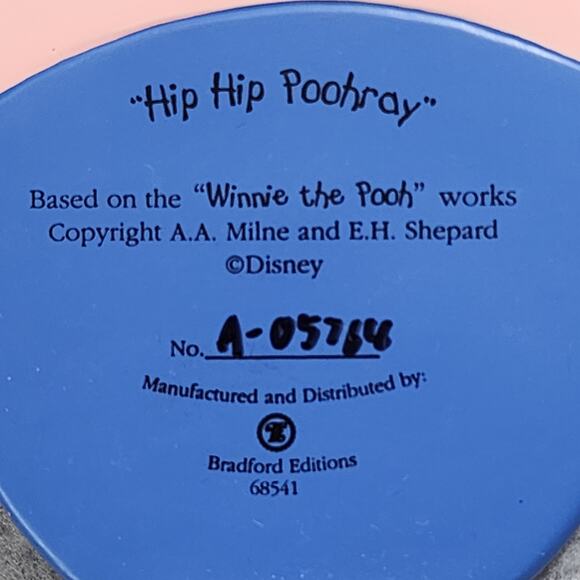 "Hip Hip Poohray"
Based on the "Winnie the Pooh" works
Copyright A.A. Milne and E.H. Shepard
©Disney
No. A-05764
Manufactured and Distributed by:
Bradford Editions
68541